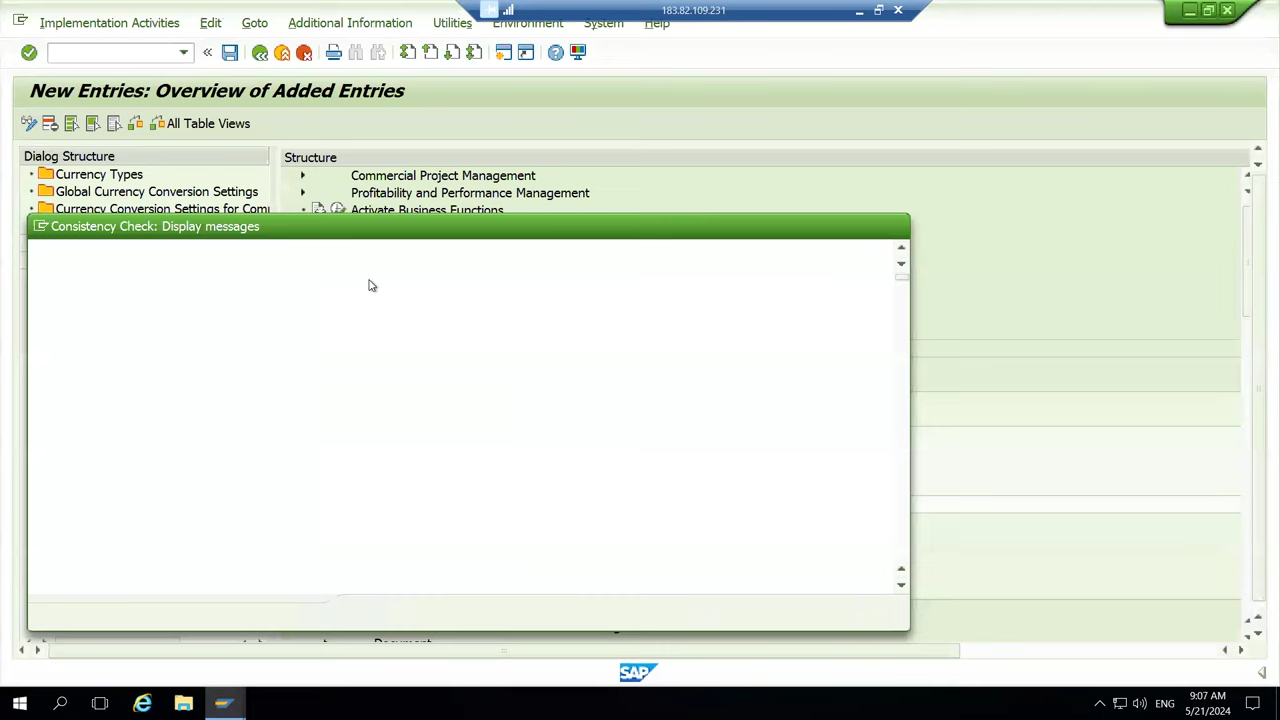 183.82.109.231
Implementation Activities Edit Goto Additional Information Utilities Environment System Help
New Entries: Overview of Added Entries
All Table Views
Dialog Structure
Structure
Currency Types
Commercial Project Management
Global Currency Conversion Settings
Profitability and Performance Management
Currency Conversion Settings for Com
Activate Business Functions
Consistency Check: Display messages
Document
SAP
ENG
9:07 AM
5/21/2024